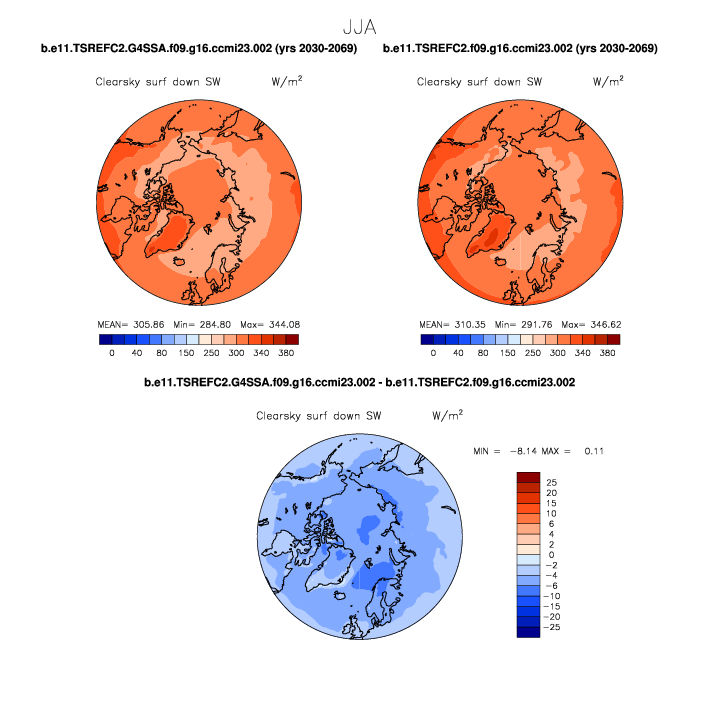 JJA
b.e11.TSREFC2.G4SSA.f09.g16.ccmi23.002 (yrs 2030-2069) b.e11.TSREFC2.f09.g16.ccmi23.002 (yrs 2030-2069)
Clearsky surf down SW W/m² Clearsky surf down SW W/m²
MEAN= 305.86 Min= 284.80 Max= 344.08 MEAN= 310.35 Min= 291.76 Max= 346.62
0 40 80 150 250 300 340 380 0 40 80 150 250 300 340 380
b.e11.TSREFC2.G4SSA.f09.g16.ccmi23.002 - b.e11.TSREFC2.f09.g16.ccmi23.002
Clearsky surf down SW W/m²
MIN = -8.14 MAX = 0.11
25
20
15
10
6
4
2
0
-2
-4
-6
-10
-15
-20
-25